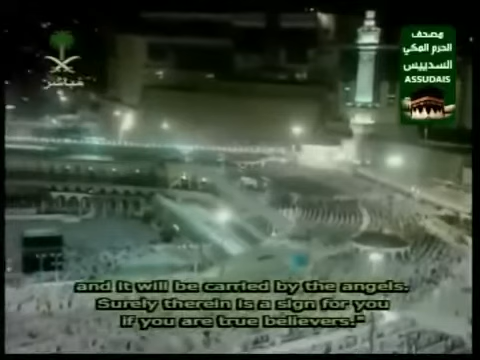 مباشر
مصحف
الحرم المكي
السديس
ASSUDAIS
and it will be carried by the angels.
Surely therein is a sign for you
if you are true believers."